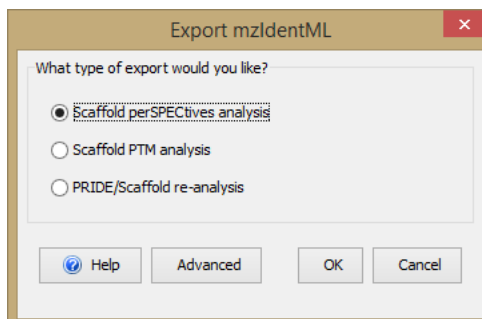 Export mzIdentML
What type of export would you like?
Scaffold perSPECtives analysis
Scaffold PTM analysis
PRIDE/Scaffold re-analysis
Help Advanced OK Cancel